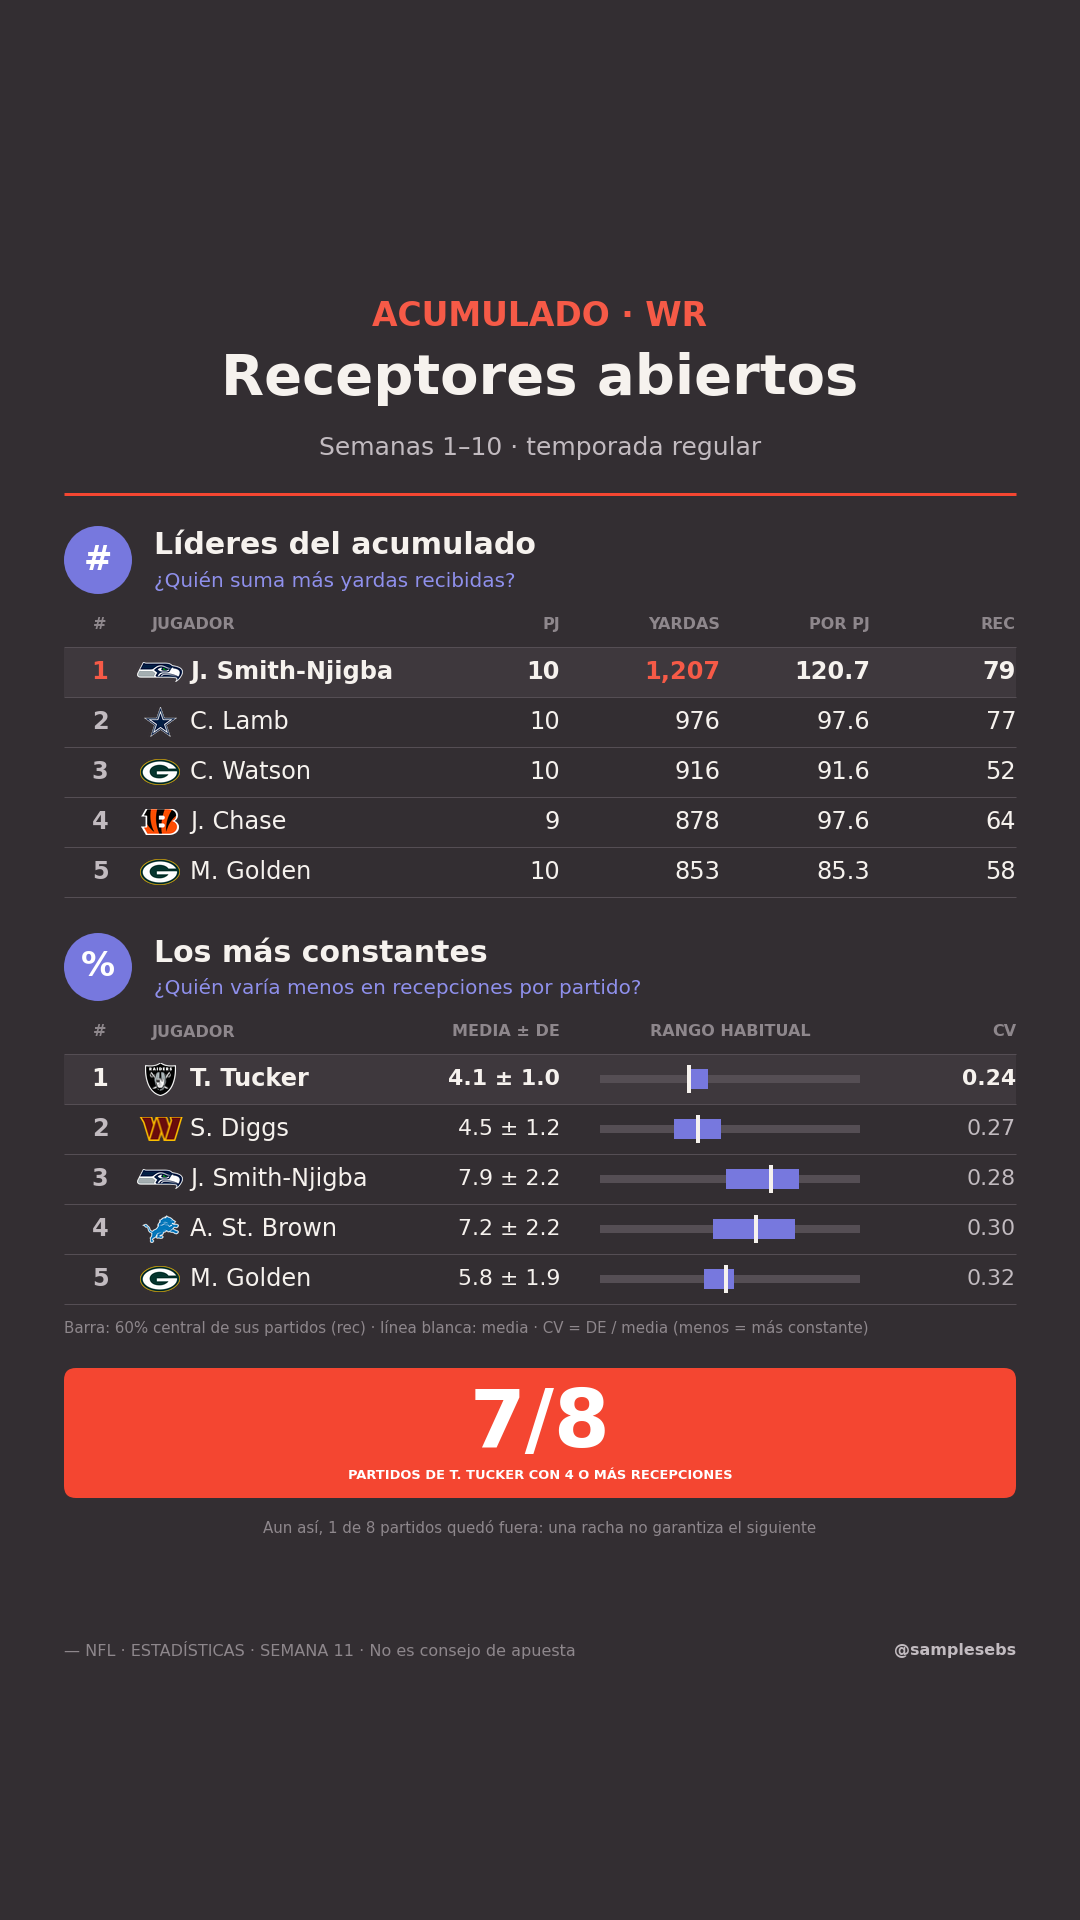 ACUMULADO · WR
Receptores abiertos
Semanas 1–10 · temporada regular
# Líderes del acumulado
¿Quién suma más yardas recibidas?
# JUGADOR PJ YARDAS POR PJ REC
1 J. Smith-Njigba 10 1,207 120.7 79
2 C. Lamb 10 976 97.6 77
3 C. Watson 10 916 91.6 52
4 J. Chase 9 878 97.6 64
5 M. Golden 10 853 85.3 58
% Los más constantes
¿Quién varía menos en recepciones por partido?
# JUGADOR MEDIA ± DE RANGO HABITUAL CV
1 T. Tucker 4.1 ± 1.0 0.24
2 S. Diggs 4.5 ± 1.2 0.27
3 J. Smith-Njigba 7.9 ± 2.2 0.28
4 A. St. Brown 7.2 ± 2.2 0.30
5 M. Golden 5.8 ± 1.9 0.32
Barra: 60% central de sus partidos (rec) · línea blanca: media · CV = DE / media (menos = más constante)
7/8
PARTIDOS DE T. TUCKER CON 4 O MÁS RECEPCIONES
Aun así, 1 de 8 partidos quedó fuera: una racha no garantiza el siguiente
— NFL · ESTADÍSTICAS · SEMANA 11 · No es consejo de apuesta
@samplesebs